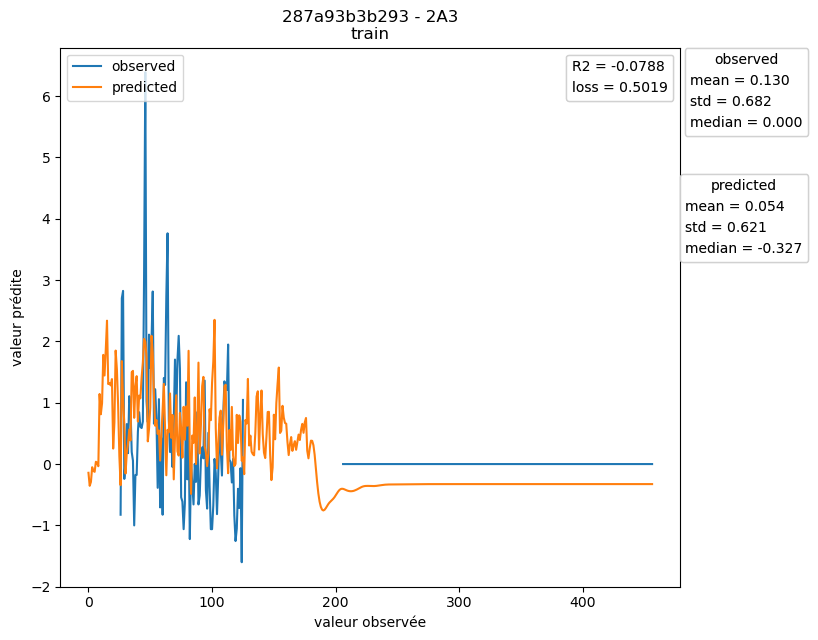 287a93b3b293 - 2A3
train
observed
predicted
R2 = -0.0788
loss = 0.5019
observed
mean = 0.130
std = 0.682
median = 0.000
predicted
mean = 0.054
std = 0.621
median = -0.327
valeur prédite
6
5
4
3
2
1
0
−1
−2
0
100
200
300
400
valeur observée